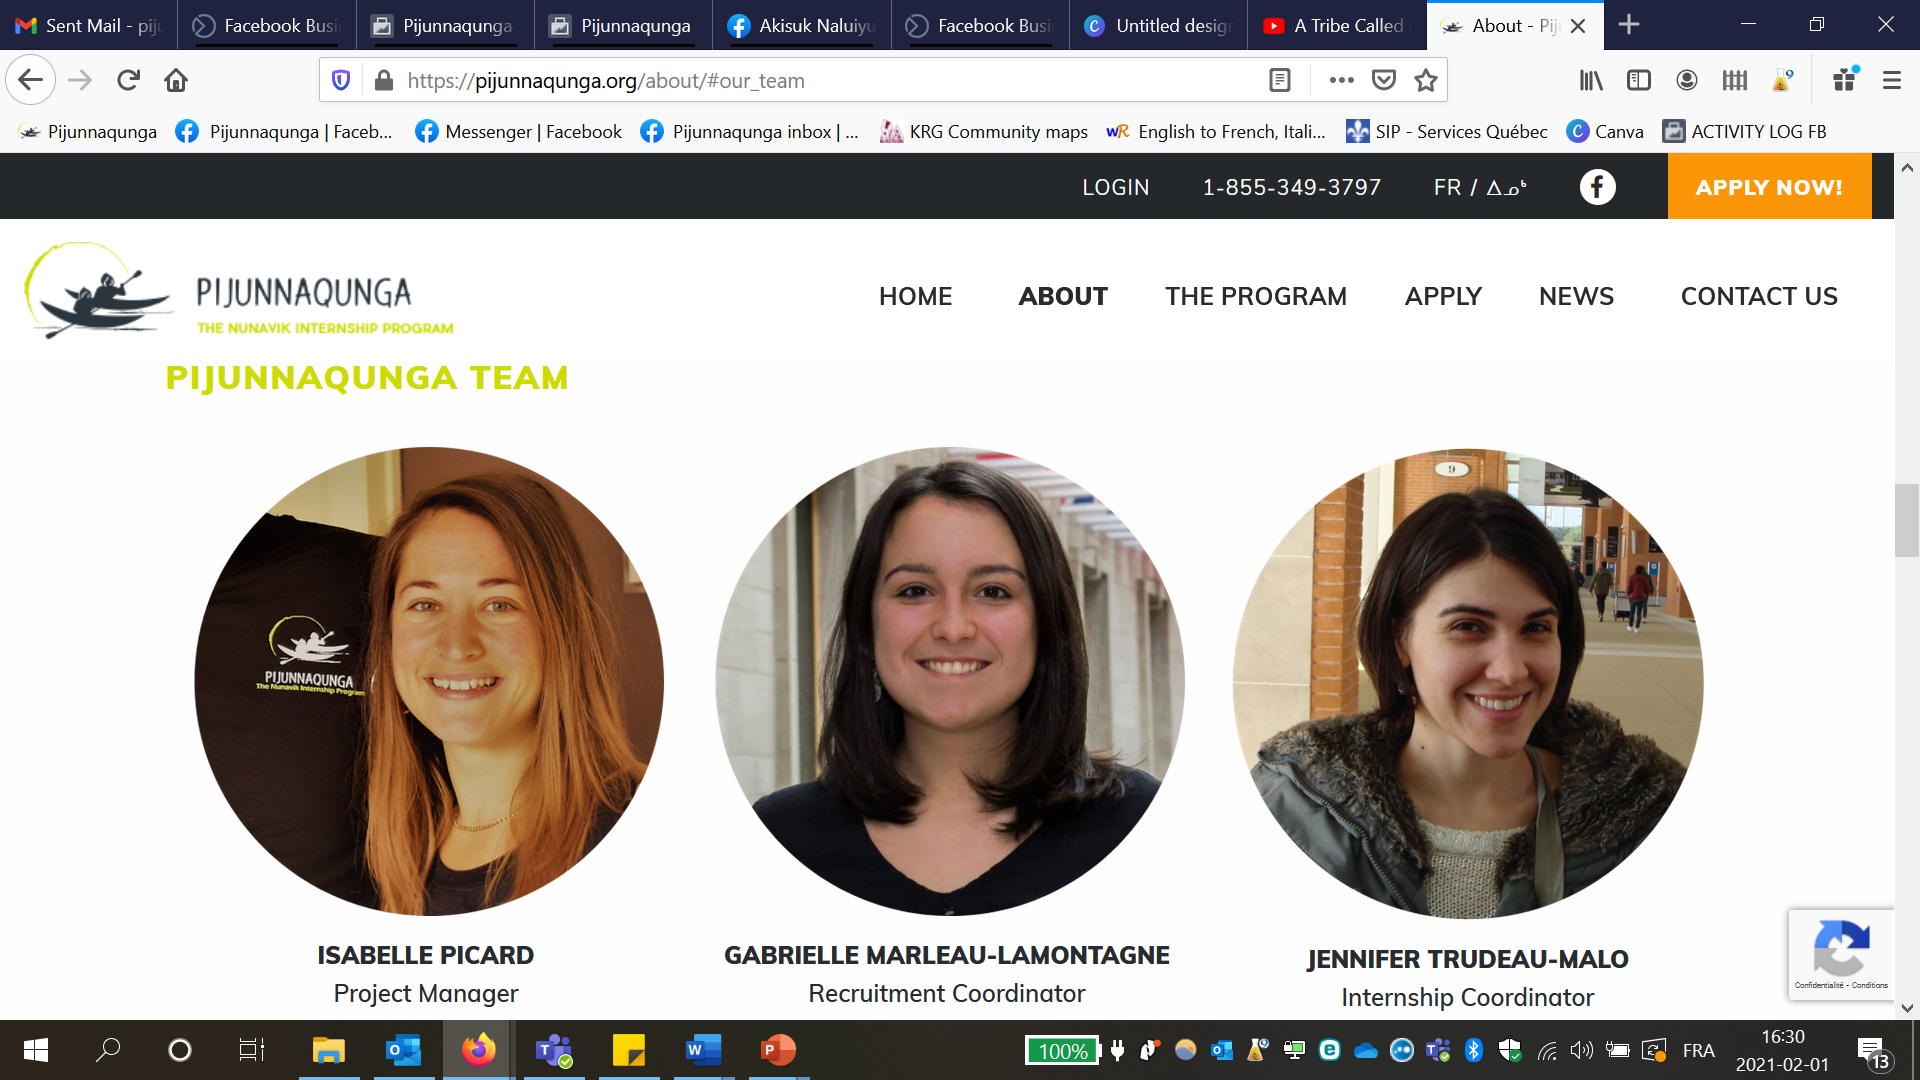 Sent Mail - pij
Facebook Busi
Pijunnaqunga
Pijunnaqunga
Akisuk Naluiyu
Facebook Busi
Untitled desig
A Tribe Called
About - Pij
https://pijunnaqunga.org/about/#our_team
Pijunnaqunga
Pijunnaqunga | Faceb...
Messenger | Facebook
Pijunnaqunga inbox | ...
KRG Community maps
English to French, Itali...
SIP - Services Québec
Canva
ACTIVITY LOG FB
LOGIN
1-855-349-3797
FR / ᐃᓄᒃ
APPLY NOW!
PIJUNNAQUNGA
THE NUNAVIK INTERNSHIP PROGRAM
HOME
ABOUT
THE PROGRAM
APPLY
NEWS
CONTACT US
PIJUNNAQUNGA TEAM
9
PIJUNNAQUNGA
The Nunavik Internship Program
ISABELLE PICARD
Project Manager
GABRIELLE MARLEAU-LAMONTAGNE
Recruitment Coordinator
JENNIFER TRUDEAU-MALO
Internship Coordinator
Confidentialité - Conditions
100%
FRA
16:30
2021-02-01
13